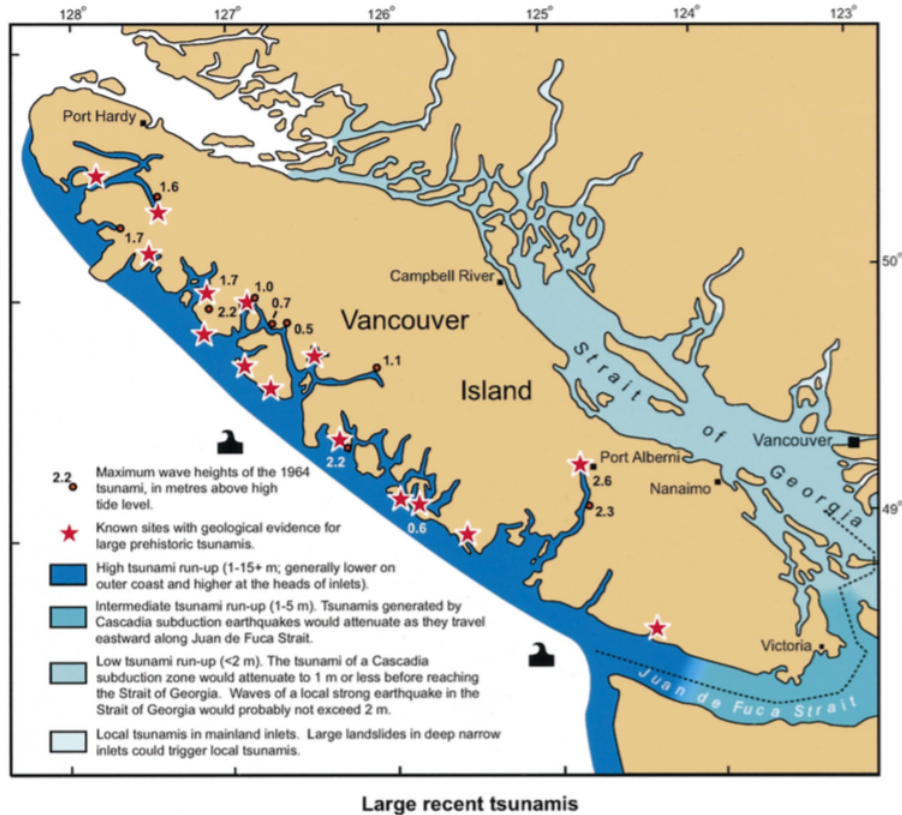 128° 127° 126° 125° 124° 123°
Port Hardy
1.6
1.7
50°
Campbell River
1.7
1.0
2.2
0.7
0.5
Vancouver
Island
1.1
Strait of Georgia
Vancouver
2.2
Port Alberni
2.6
Nanaimo
49°
2.3
0.6
Victoria
Juan de Fuca Strait
2.2
Maximum wave heights of the 1964
tsunami, in metres above high
tide level.
Known sites with geological evidence for
large prehistoric tsunamis.
High tsunami run-up (1-15+ m; generally lower on
outer coast and higher at the heads of inlets).
Intermediate tsunami run-up (1-5 m). Tsunamis generated by
Cascadia subduction earthquakes would attenuate as they travel
eastward along Juan de Fuca Strait.
Low tsunami run-up (<2 m). The tsunami of a Cascadia
subduction zone would attenuate to 1 m or less before reaching
the Strait of Georgia. Waves of a local strong earthquake in the
Strait of Georgia would probably not exceed 2 m.
Local tsunamis in mainland inlets. Large landslides in deep narrow
inlets could trigger local tsunamis.
128° 127° 126° 125° 124° 123°
Large recent tsunamis